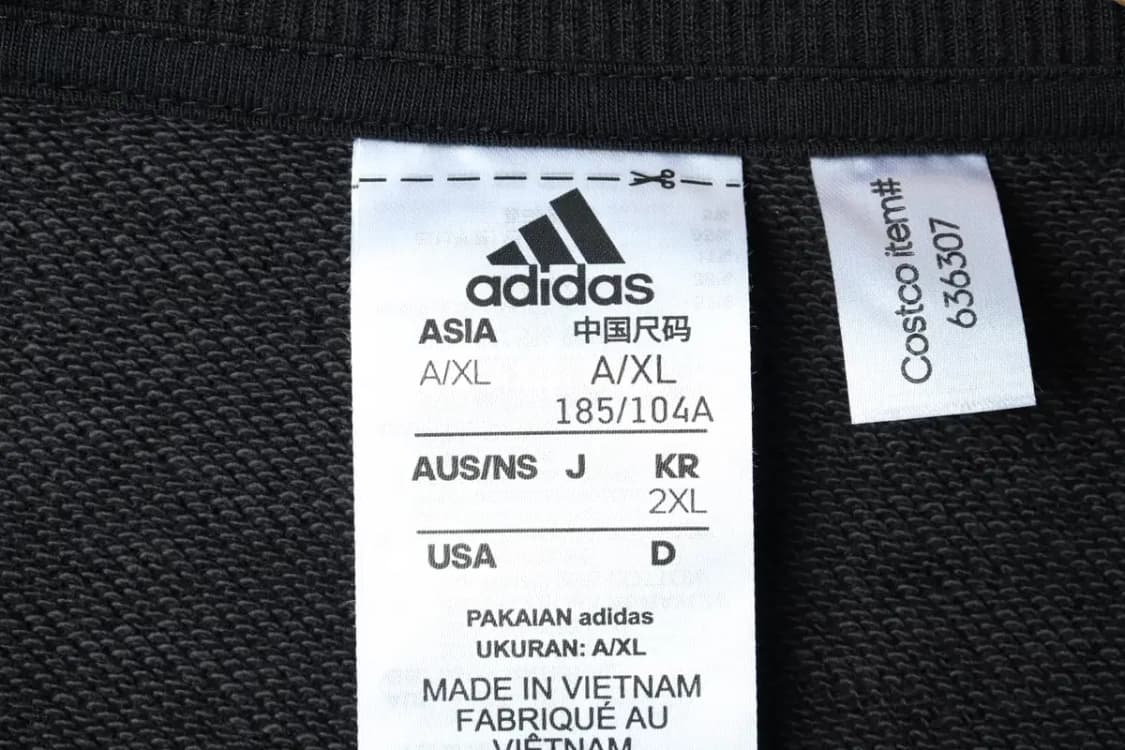 adidas
ASIA 中国尺码
A/XL A/XL
185/104A
AUS/NS J KR
2XL
USA D
PAKAIAN adidas
UKURAN: A/XL
MADE IN VIETNAM
FABRIQUÉ AU
VIÊTNAM
Costco item#
636307